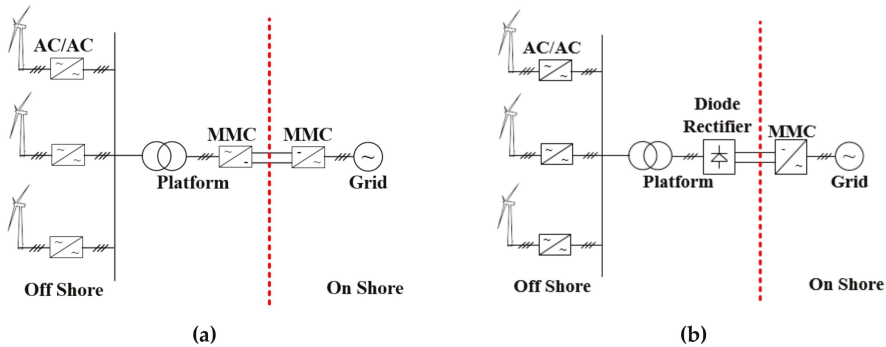 AC/AC
MMC MMC
Platform
Grid
Off Shore
On Shore
(a)
AC/AC
Diode
Rectifier
MMC
Platform
Grid
Off Shore
On Shore
(b)